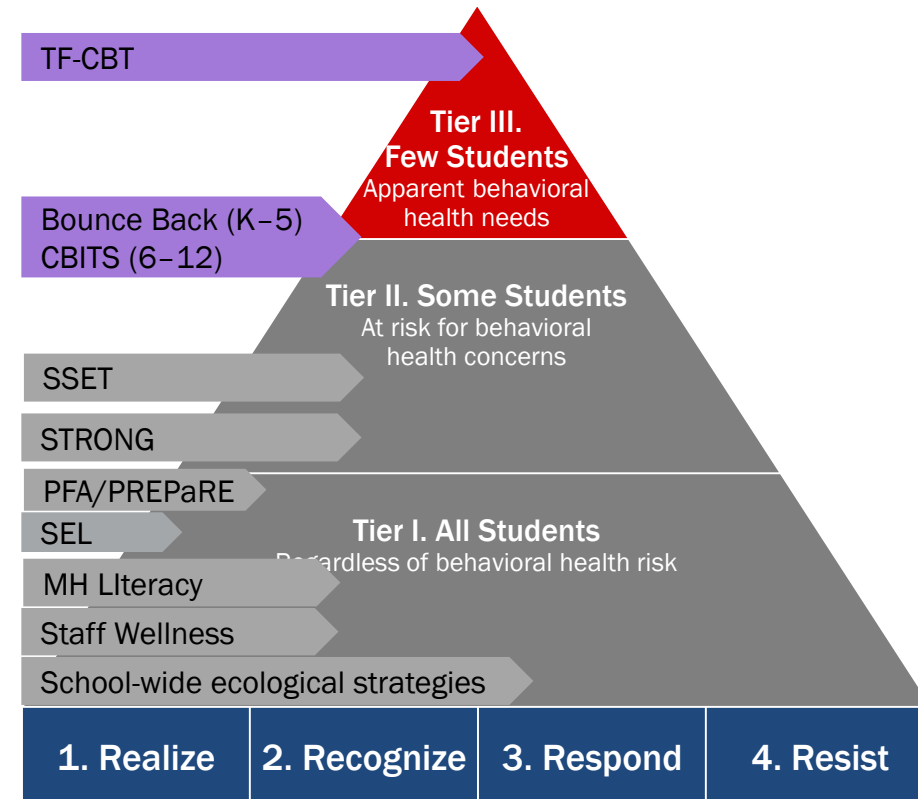 TF-CBT
Tier III.
Few Students
Apparent behavioral
health needs
Bounce Back (K–5)
CBITS (6–12)
Tier II. Some Students
At risk for behavioral
health concerns
SSET
STRONG
PFA/PREPaRE
SEL
Tier I. All Students
Regardless of behavioral health risk
MH LIteracy
Staff Wellness
School-wide ecological strategies
1. Realize
2. Recognize
3. Respond
4. Resist